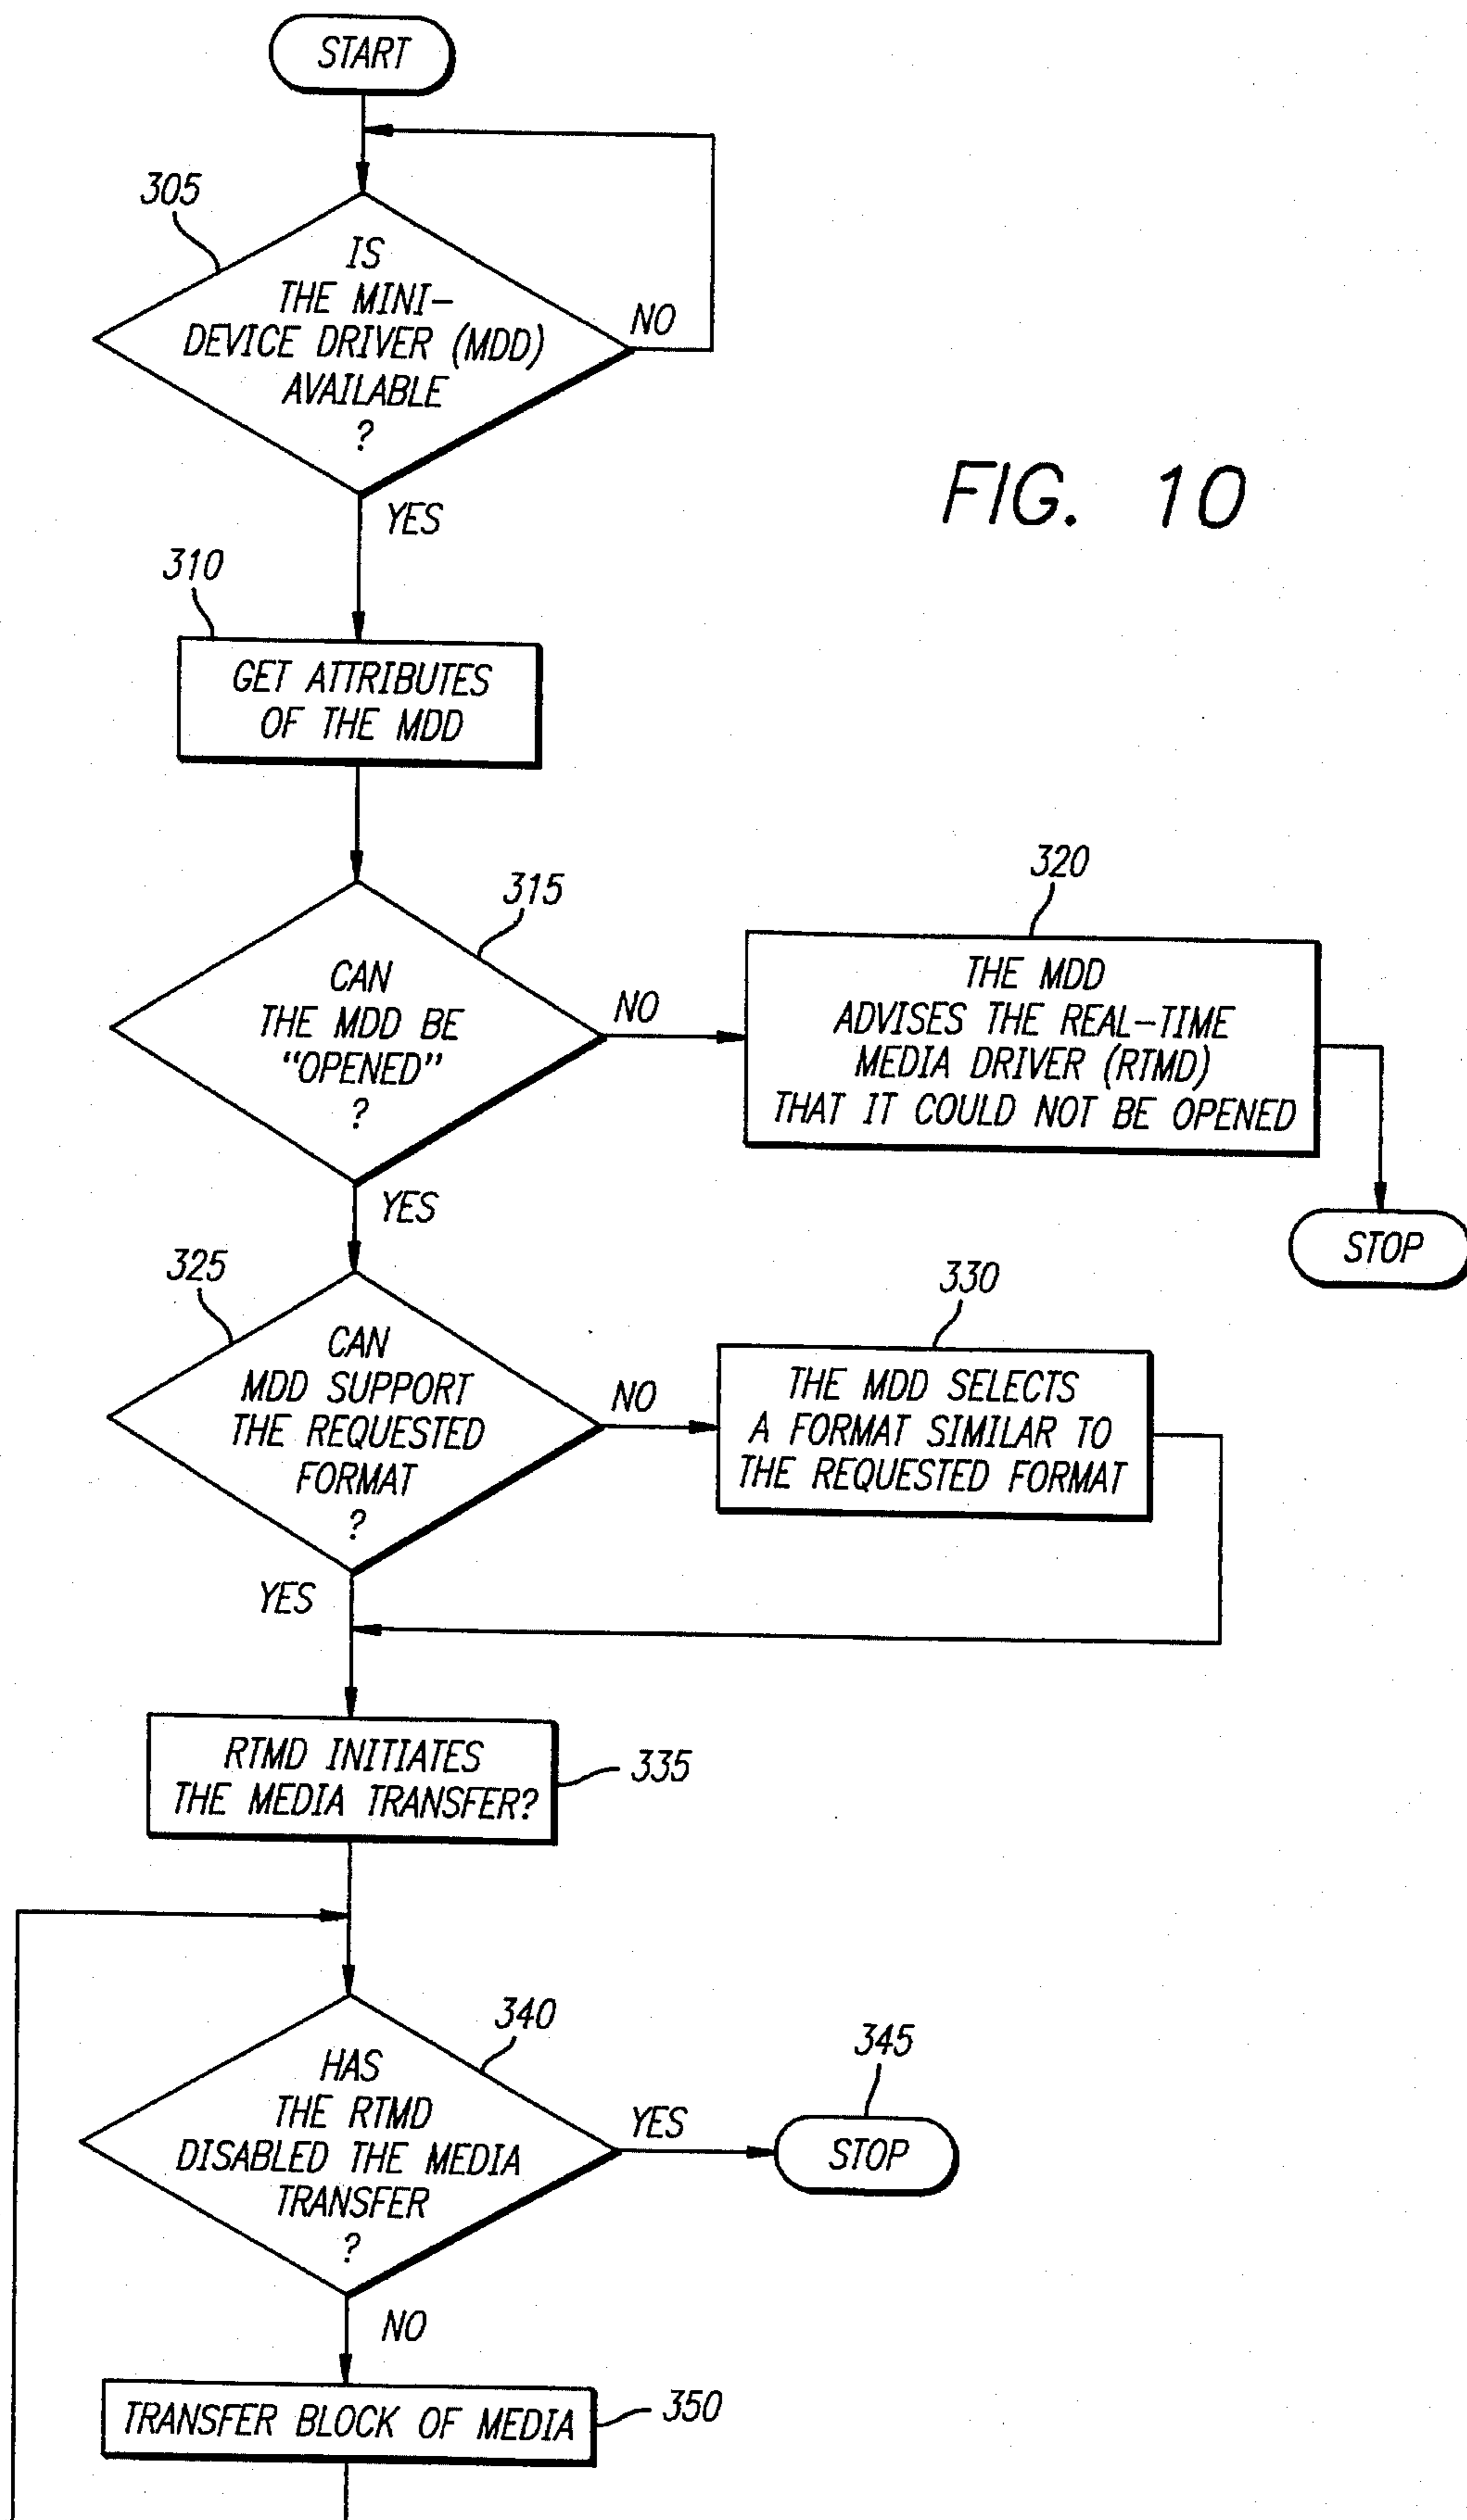 START
305
IS
THE MINI-
DEVICE DRIVER (MDD)
AVAILABLE
?
NO
YES
FIG. 10
310
GET ATTRIBUTES
OF THE MDD
315
CAN
THE MDD BE
“OPENED”
?
NO
YES
320
THE MDD
ADVISES THE REAL-TIME
MEDIA DRIVER (RTMD)
THAT IT COULD NOT BE OPENED
STOP
325
CAN
MDD SUPPORT
THE REQUESTED
FORMAT
?
NO
YES
330
THE MDD SELECTS
A FORMAT SIMILAR TO
THE REQUESTED FORMAT
RTMD INITIATES
THE MEDIA TRANSFER?
335
340
HAS
THE RTMD
DISABLED THE MEDIA
TRANSFER
?
YES
345
STOP
NO
TRANSFER BLOCK OF MEDIA
350